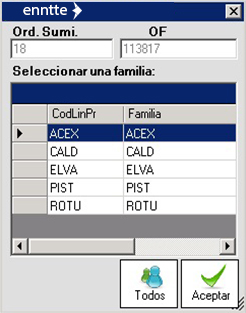 enntte
Ord. Sumi. OF
18 113817
Seleccionar una familia:
CodLinPr Familia
ACEX ACEX
CALD CALD
ELVA ELVA
PIST PIST
ROTU ROTU
Todos Aceptar